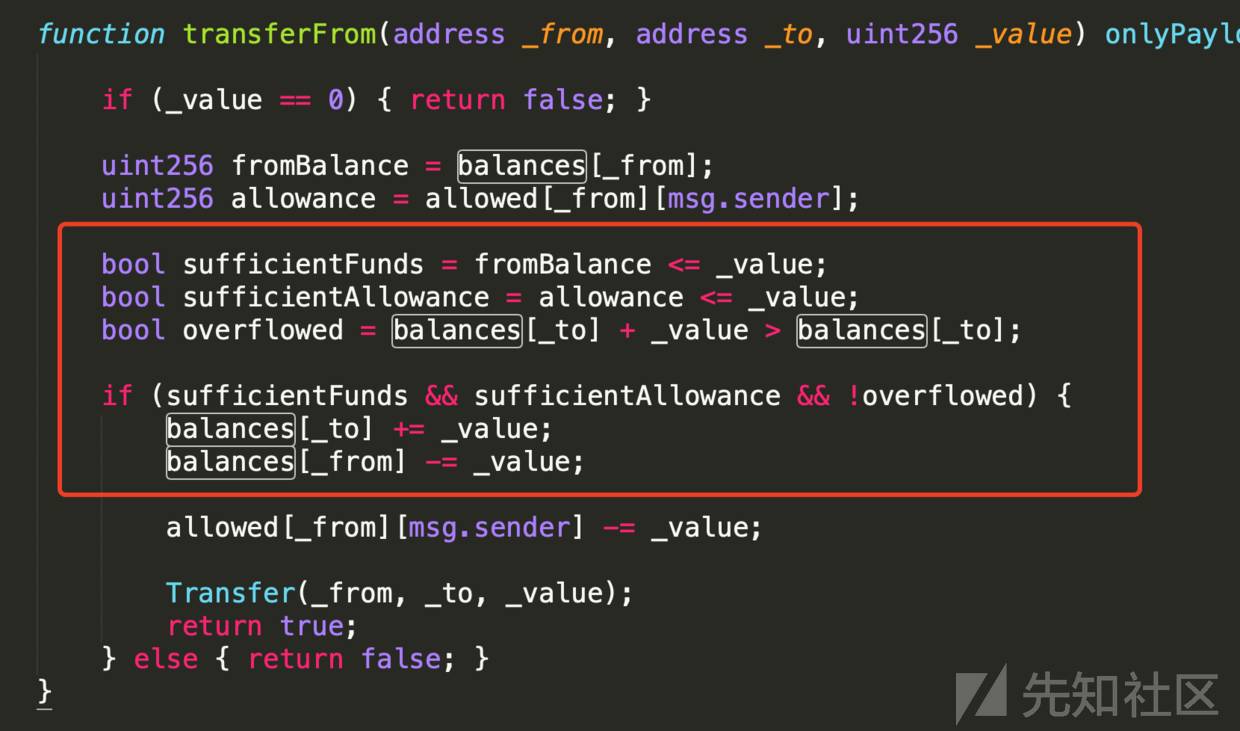 function transferFrom(address _from, address _to, uint256 _value) onlyPaylo
if (_value == 0) { return false; }
uint256 fromBalance = balances[_from];
uint256 allowance = allowed[_from][msg.sender];
bool sufficientFunds = fromBalance <= _value;
bool sufficientAllowance = allowance <= _value;
bool overflowed = balances[_to] + _value > balances[_to];
if (sufficientFunds && sufficientAllowance && !overflowed) {
balances[_to] += _value;
balances[_from] -= _value;
allowed[_from][msg.sender] -= _value;
Transfer(_from, _to, _value);
return true;
} else { return false; }
}
先知社区